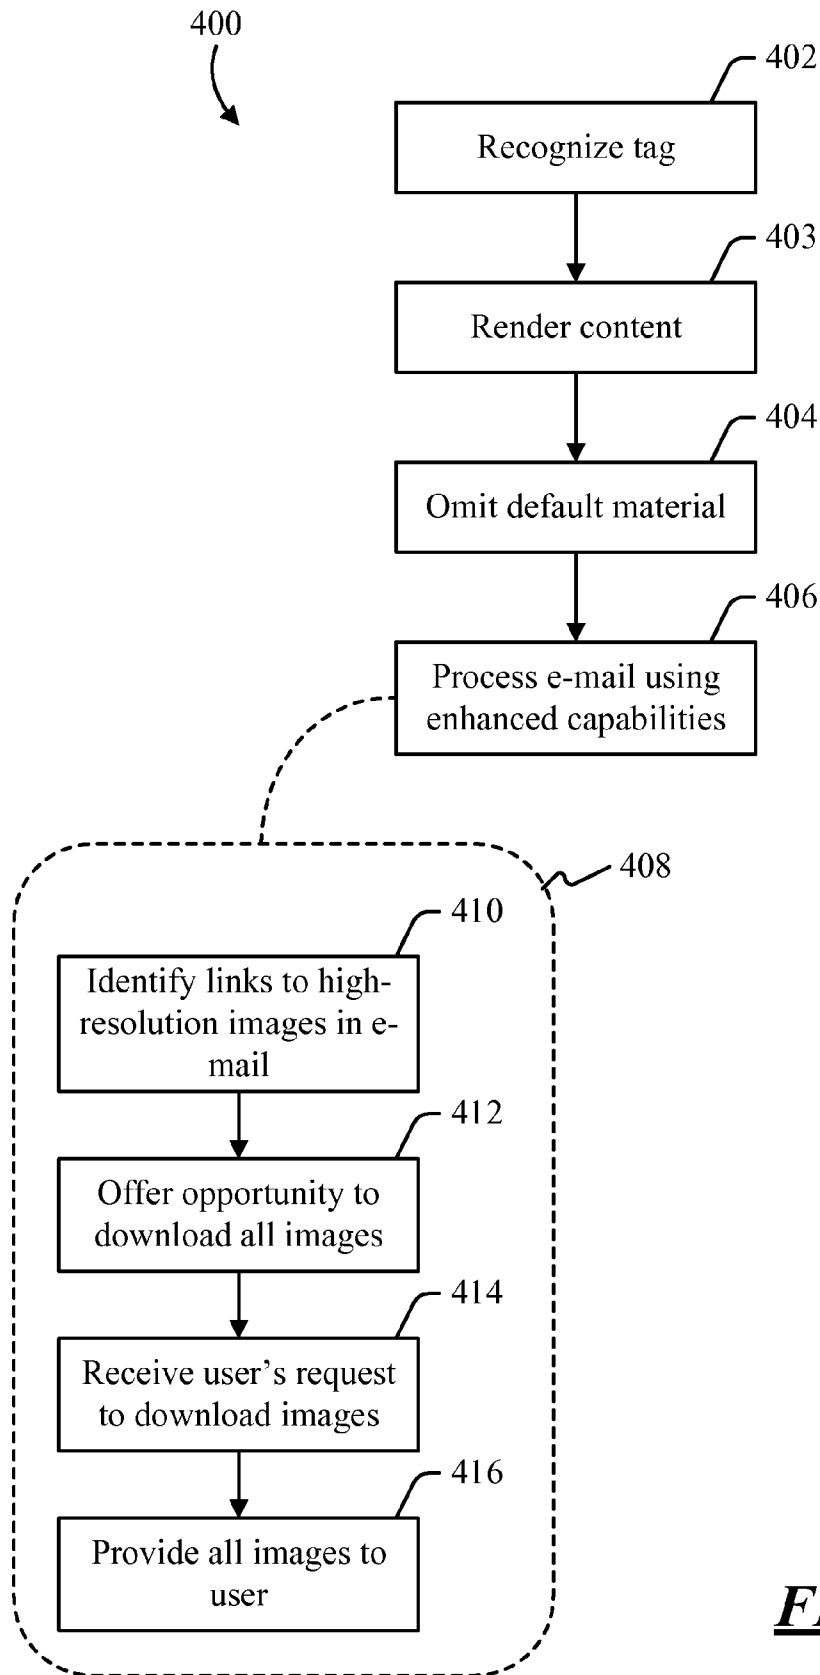 400
402
Recognize tag
403
Render content
404
Omit default material
406
Process e-mail using
enhanced capabilities
408
410
Identify links to high-
resolution images in e-
mail
412
Offer opportunity to
download all images
414
Receive user’s request
to download images
416
Provide all images to
user